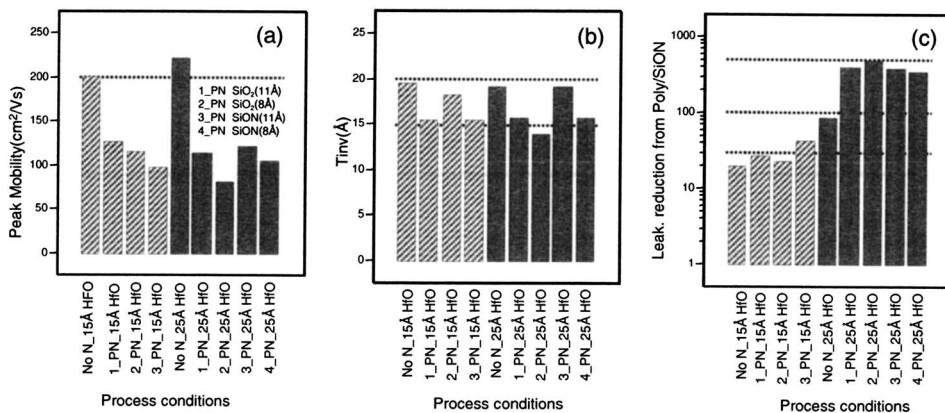 (a)
Peak Mobility(cm²/Vs)
250
200
150
100
50
0
1_PN SiO₂(11Å)
2_PN SiO₂(8Å)
3_PN SiON(11Å)
4_PN SiON(8Å)
No N_15Å HFO
1_PN_15Å HfO
2_PN_15Å HfO
3_PN_15Å HfO
No N_25Å HfO
1_PN_25Å HfO
2_PN_25Å HfO
3_PN_25Å HfO
4_PN_25Å HfO
Process conditions
(b)
Tinv(Å)
25
20
15
10
5
0
No N_15Å HfO
1_PN_15Å HfO
2_PN_15Å HfO
3_PN_15Å HfO
No N_25Å HfO
1_PN_25Å HfO
2_PN_25Å HfO
3_PN_25Å HfO
4_PN_25Å HfO
Process conditions
(c)
Leak. reduction from Poly/SiON
1000
100
10
1
No N_15Å HfO
1_PN_15Å HfO
2_PN_15Å HfO
3_PN_15Å HfO
No N_25Å HfO
1_PN_25Å HfO
2_PN_25Å HfO
3_PN_25Å HfO
4_PN_25Å HfO
Process conditions